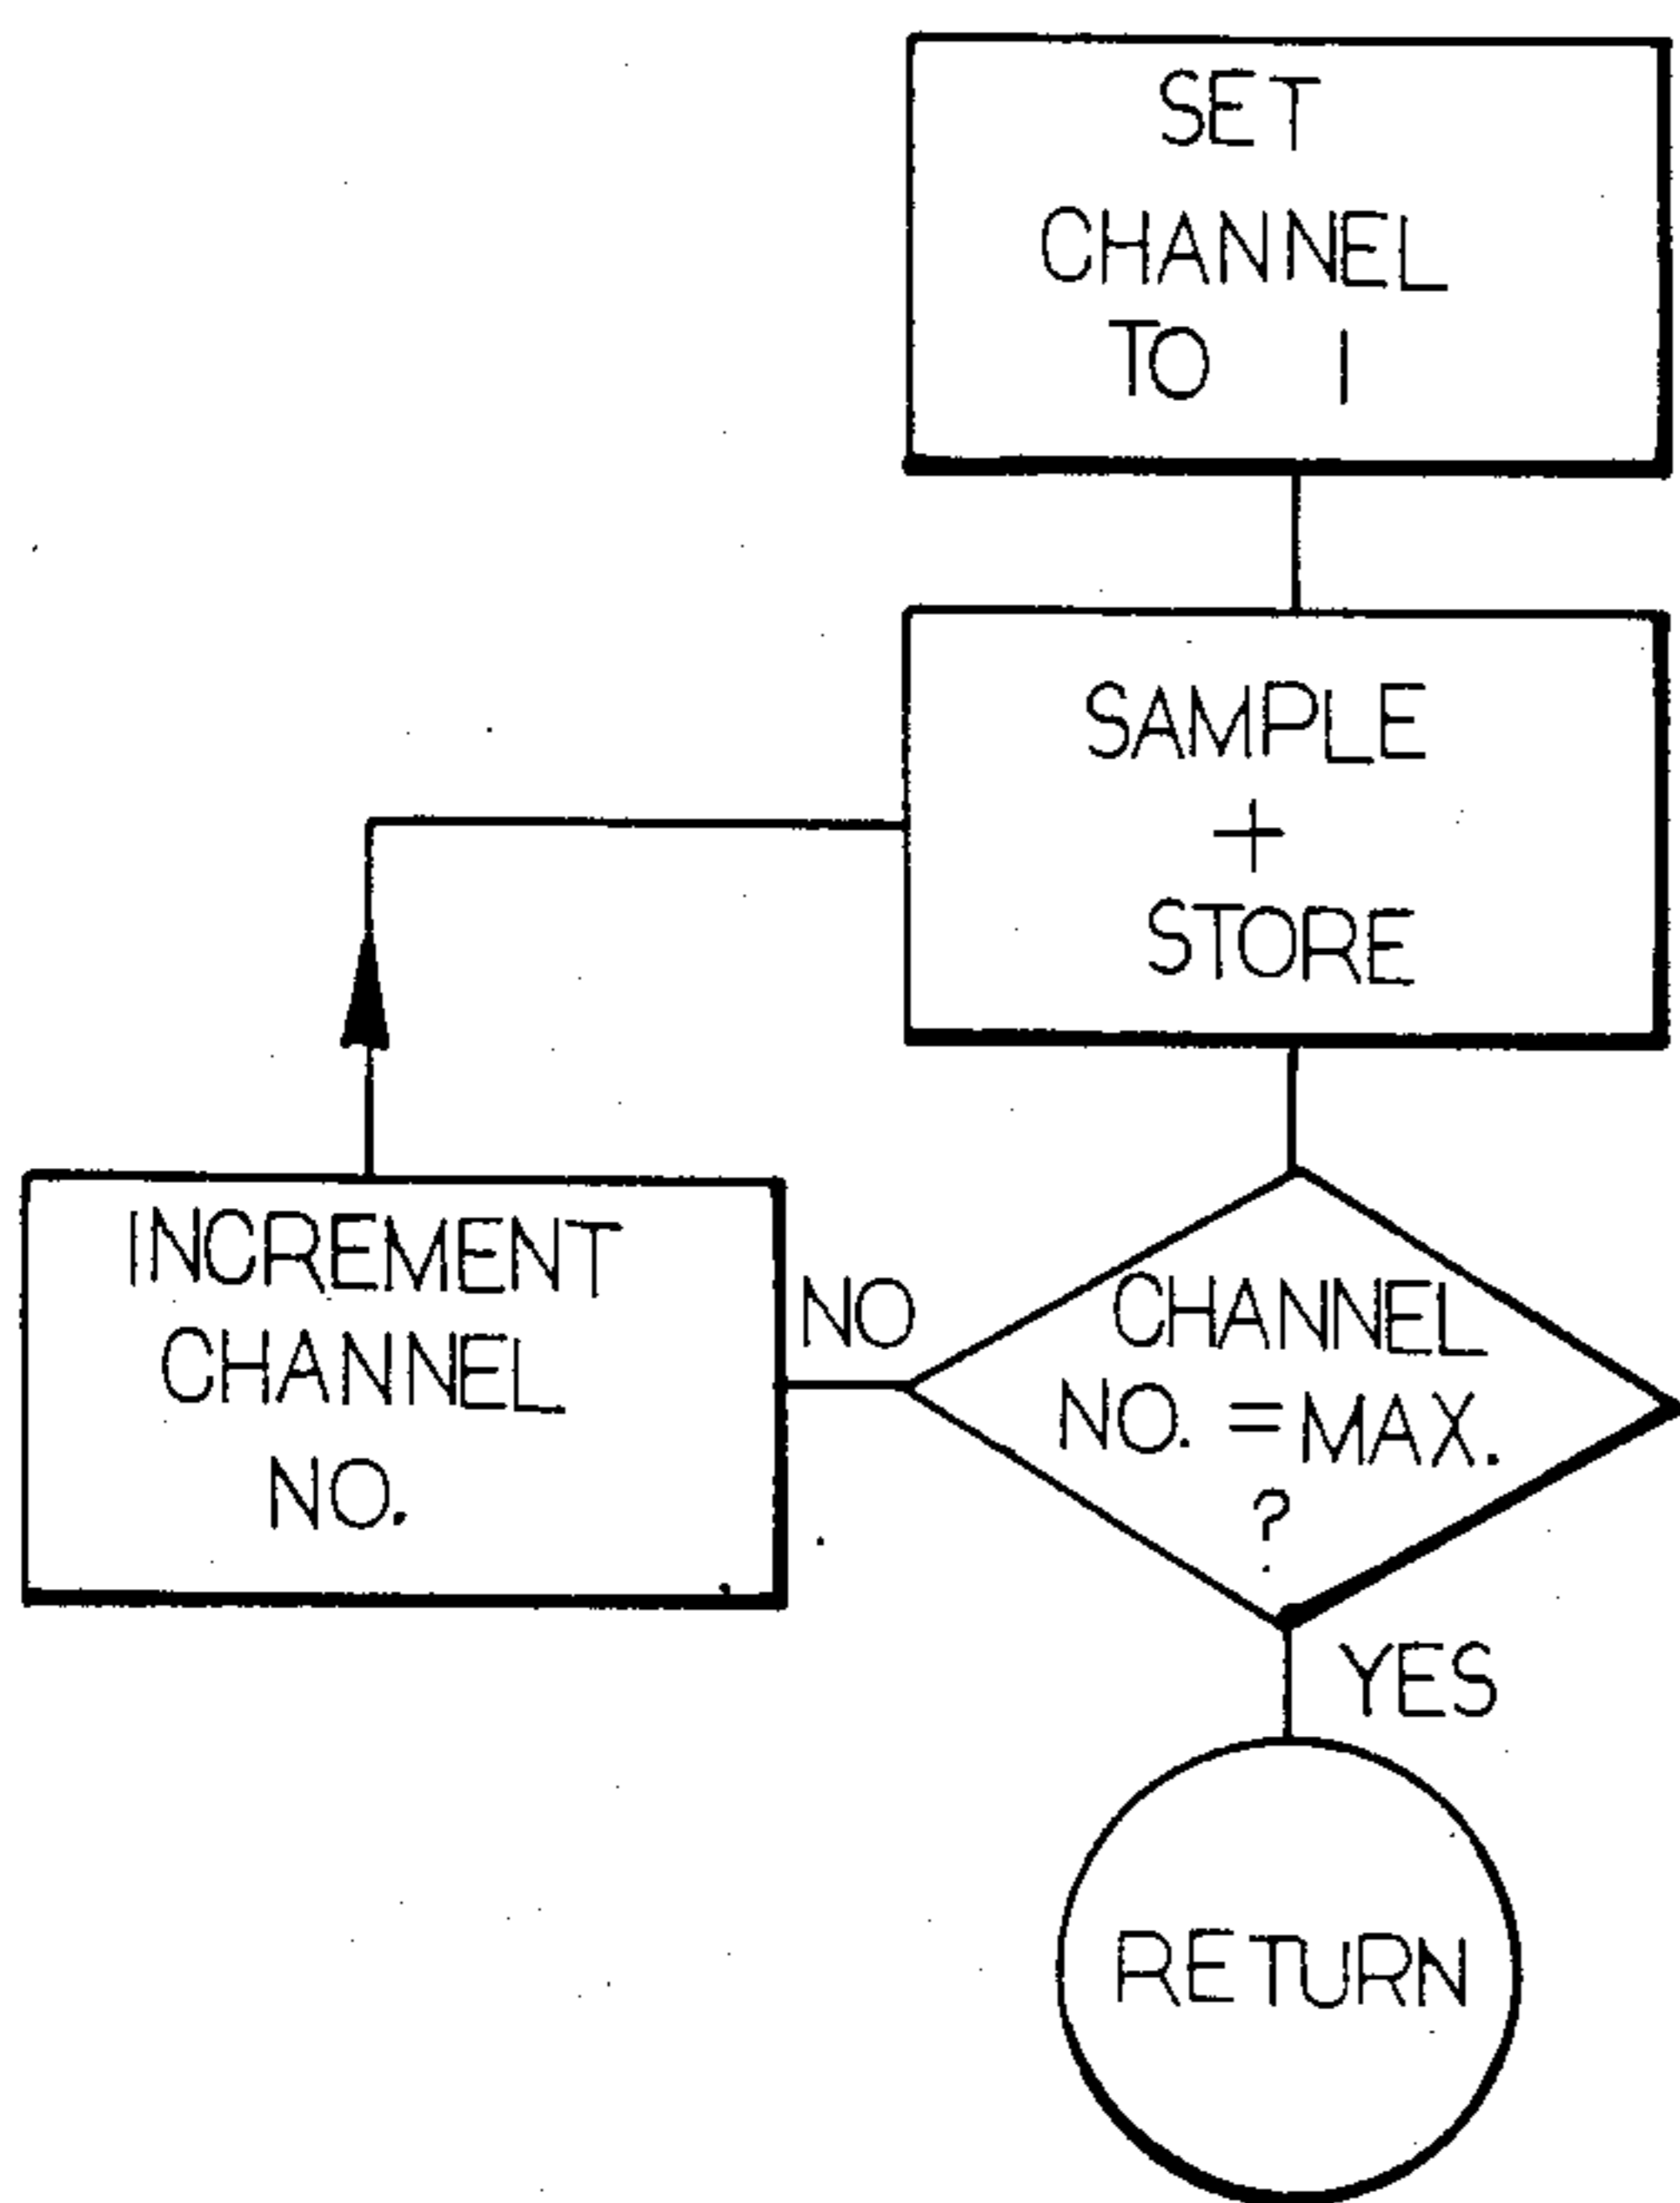 SET
CHANNEL
TO 1
SAMPLE
+
STORE
INCREMENT
CHANNEL
NO.
NO
CHANNEL
NO. = MAX.
?
YES
RETURN